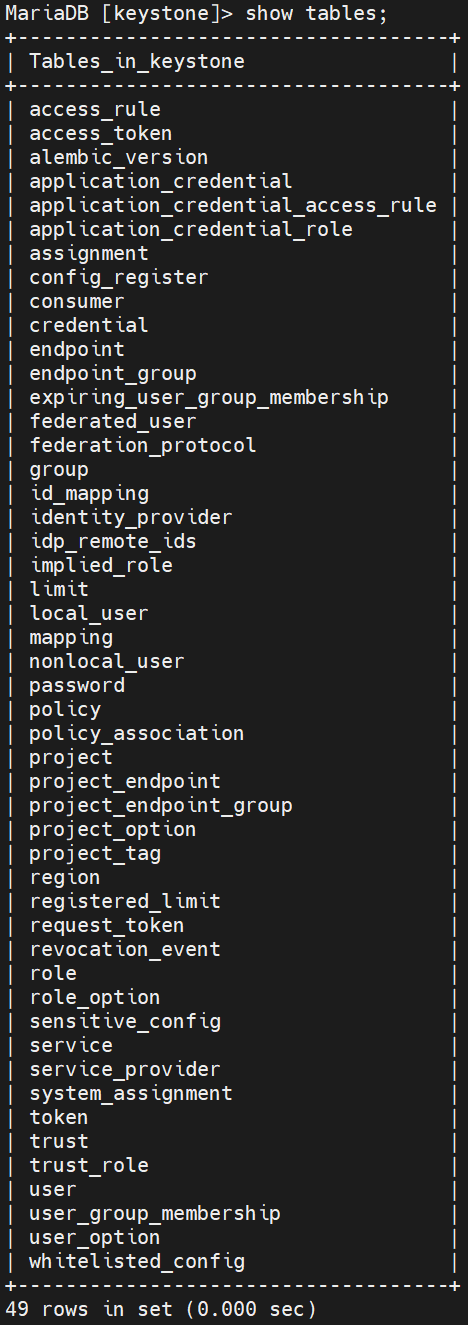 MariaDB [keystone]> show tables;
+------------------------------------+
| Tables_in_keystone                 |
+------------------------------------+
| access_rule                        |
| access_token                       |
| alembic_version                    |
| application_credential             |
| application_credential_access_rule |
| application_credential_role        |
| assignment                         |
| config_register                    |
| consumer                           |
| credential                         |
| endpoint                           |
| endpoint_group                     |
| expiring_user_group_membership     |
| federated_user                     |
| federation_protocol                |
| group                              |
| id_mapping                         |
| identity_provider                  |
| idp_remote_ids                     |
| implied_role                       |
| limit                              |
| local_user                         |
| mapping                            |
| nonlocal_user                      |
| password                           |
| policy                             |
| policy_association                 |
| project                            |
| project_endpoint                   |
| project_endpoint_group             |
| project_option                     |
| project_tag                        |
| region                             |
| registered_limit                   |
| request_token                      |
| revocation_event                   |
| role                               |
| role_option                        |
| sensitive_config                   |
| service                            |
| service_provider                   |
| system_assignment                  |
| token                              |
| trust                              |
| trust_role                         |
| user                               |
| user_group_membership              |
| user_option                        |
| whitelisted_config                 |
+------------------------------------+
49 rows in set (0.000 sec)